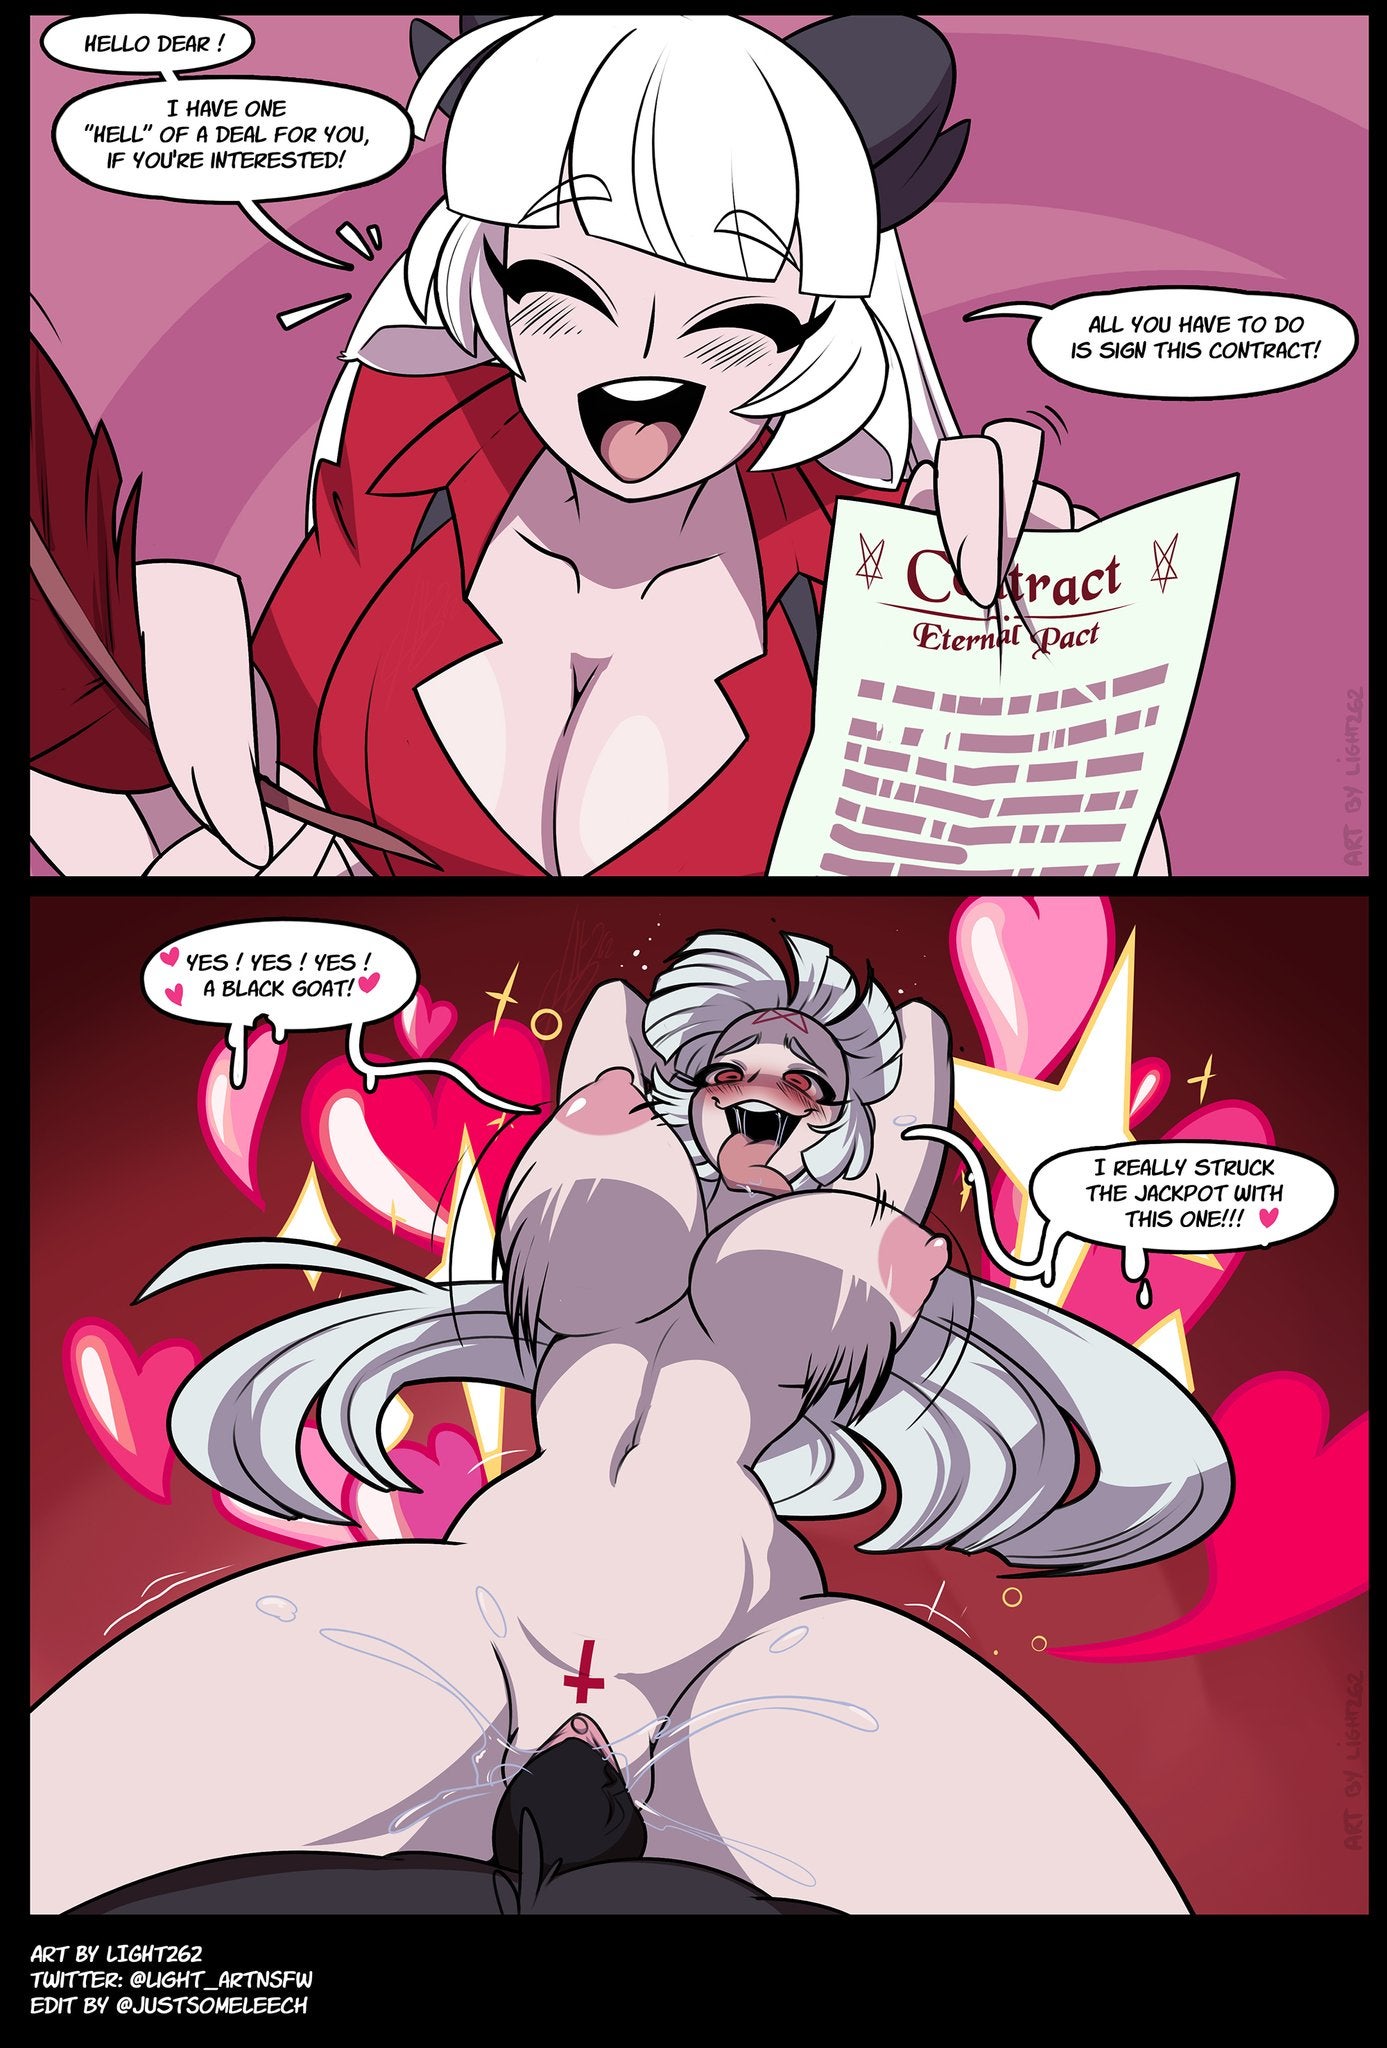 HELLO DEAR !
I HAVE ONE
"HELL" OF A DEAL FOR YOU,
IF YOU'RE INTERESTED!
ALL YOU HAVE TO DO
IS SIGN THIS CONTRACT!
Contract
Eternal Pact
ART BY LIGHT262
YES ! YES ! YES !
A BLACK GOAT!
I REALLY STRUCK
THE JACKPOT WITH
THIS ONE!!!
ART BY LIGHT262
ART BY LIGHT262
TWITTER: @LIGHT_ARTNSFW
EDIT BY @JUSTSOMELEECH